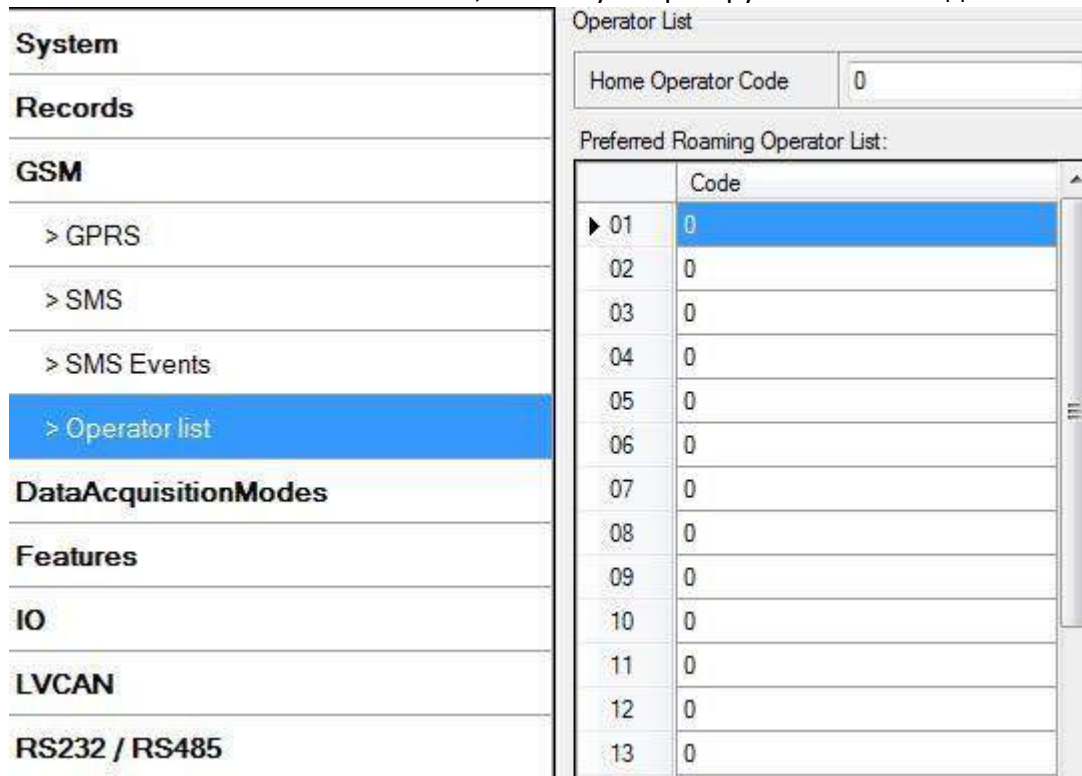 System
Records
GSM
> GPRS
> SMS
> SMS Events
> Operator list
DataAcquisitionModes
Features
IO
LVCAN
RS232 / RS485
Operator List
Home Operator Code 0
Preferred Roaming Operator List:
Code
01 0
02 0
03 0
04 0
05 0
06 0
07 0
08 0
09 0
10 0
11 0
12 0
13 0